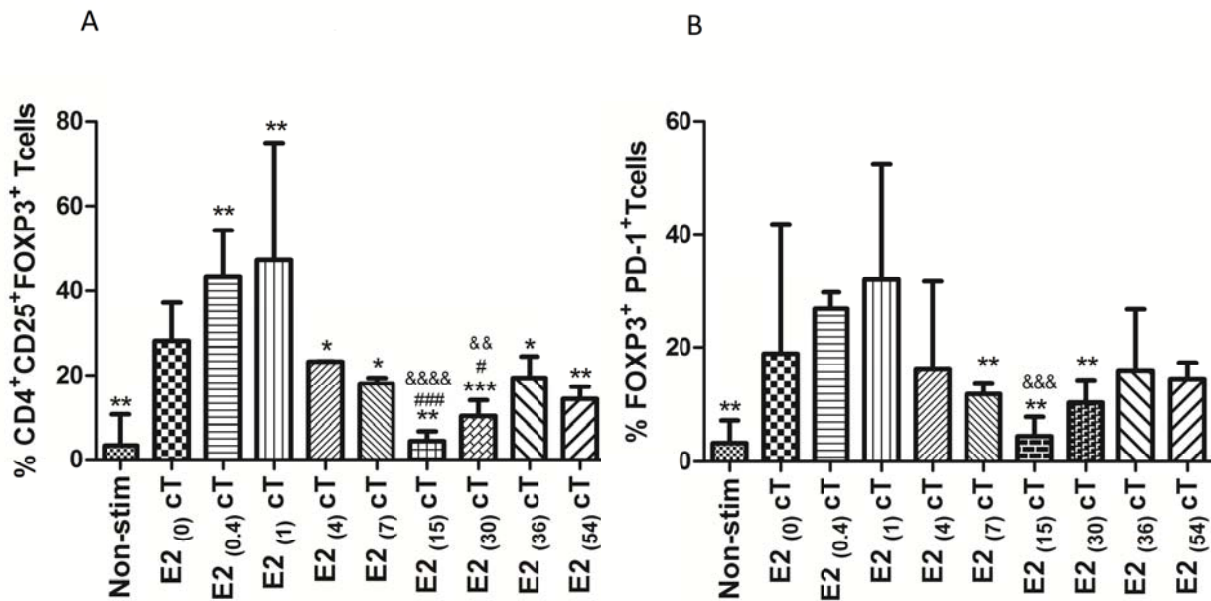 A
B
% CD4+CD25+FOXP3+ Tcells
80
60
40
20
0
**
**
**
*
*
&&&&
###
**
&&
#
***
*
**
Non-stim
E2 (0) cT
E2 (0.4) cT
E2 (1) cT
E2 (4) cT
E2 (7) cT
E2 (15) cT
E2 (30) cT
E2 (36) cT
E2 (54) cT
% FOXP3+ PD-1+Tcells
60
40
20
0
**
**
&&&
**
**
Non-stim
E2 (0) cT
E2 (0.4) cT
E2 (1) cT
E2 (4) cT
E2 (7) cT
E2 (15) cT
E2 (30) cT
E2 (36) cT
E2 (54) cT